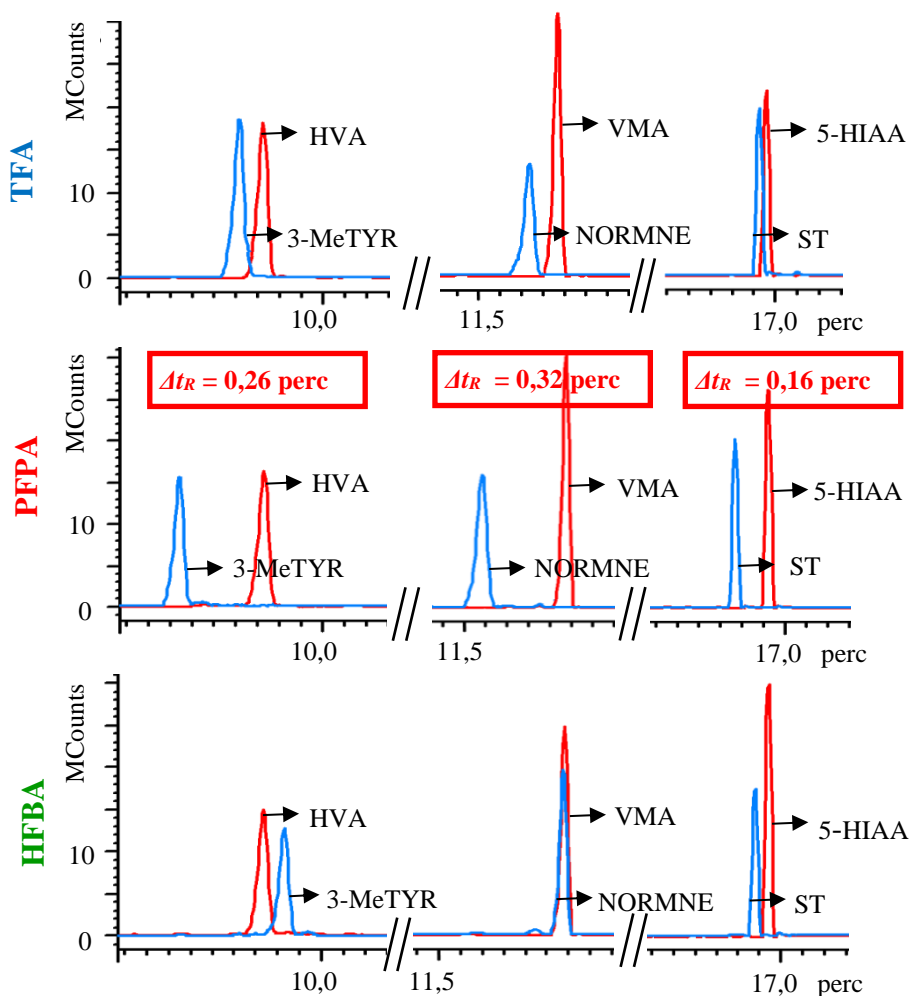 TFA
MCounts
10
0
HVA
3-MeTYR
VMA
NORMNE
5-HIAA
ST
10,0
11,5
17,0 perc
PFPA
MCounts
10
0
ΔtR = 0,26 perc
ΔtR = 0,32 perc
ΔtR = 0,16 perc
HVA
3-MeTYR
VMA
NORMNE
5-HIAA
ST
10,0
11,5
17,0 perc
HFBA
MCounts
10
0
HVA
3-MeTYR
VMA
NORMNE
5-HIAA
ST
10,0
11,5
17,0 perc